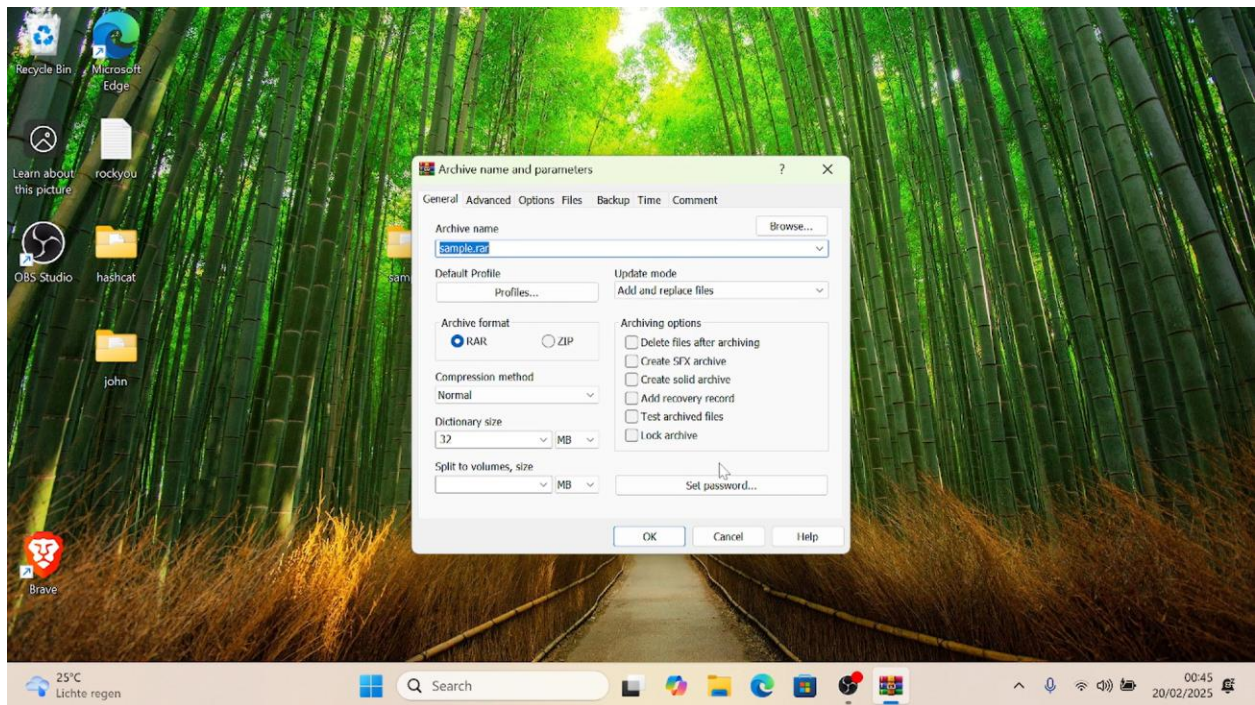 Recycle Bin
Microsoft
Edge
Learn about
this picture
rockyou
OBS Studio
hashcat
sam
john
Brave
Archive name and parameters
?
General Advanced Options Files Backup Time Comment
Archive name
Browse...
sample.rar
Default Profile
Update mode
Profiles...
Add and replace files
Archive format
RAR
ZIP
Archiving options
Delete files after archiving
Create SFX archive
Create solid archive
Add recovery record
Test archived files
Lock archive
Compression method
Normal
Dictionary size
32 MB
Split to volumes, size
MB
Set password...
OK Cancel Help
25°C
Lichte regen
Search
00:45
20/02/2025